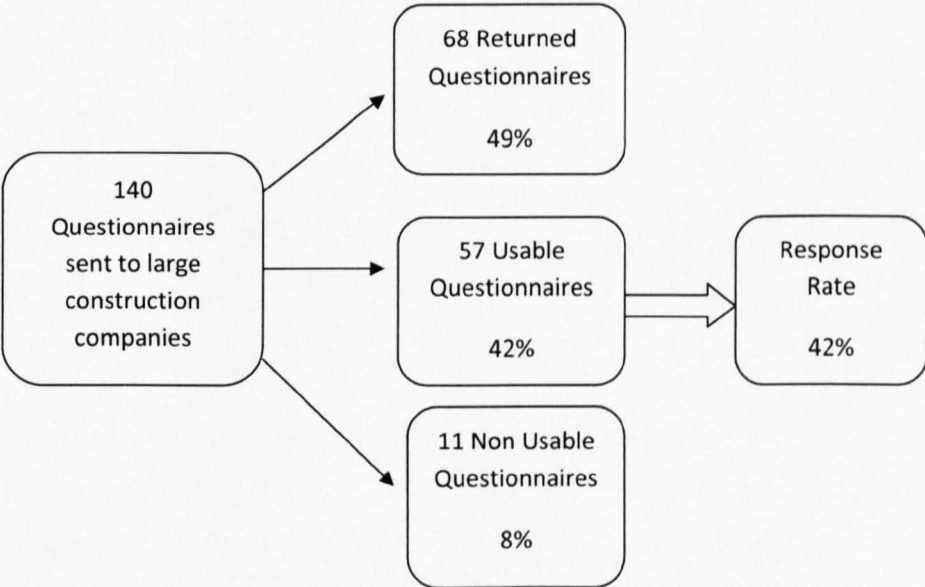 140
Questionnaires
sent to large
construction
companies
68 Returned
Questionnaires
49%
57 Usable
Questionnaires
42%
11 Non Usable
Questionnaires
8%
Response
Rate
42%